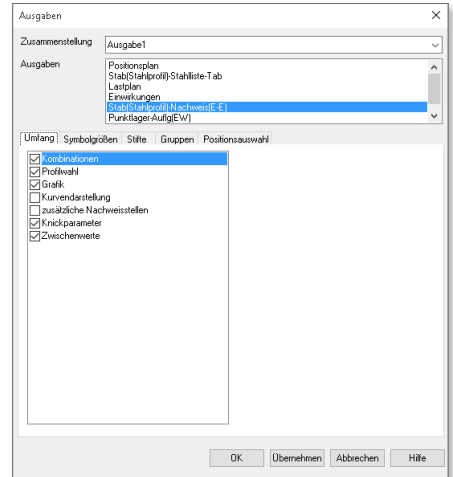 Ausgaben
Zusammenstellung Ausgabe1
Ausgaben Positionsplan
Stab(Stahlprofil)-Stahlliste-Tab
Lastplan
Einwirkungen
Stab(Stahlprofil)-Nachweis(E-E)
Punktlager-Auflg(EW)
Umfang Symbolgrößen Stifte Gruppen Positionsauswahl
Kombinationen
Profilwahl
Grafik
Kurvendarstellung
zusätzliche Nachweisstellen
Knickparameter
Zwischenwerte
OK Übernehmen Abbrechen Hilfe